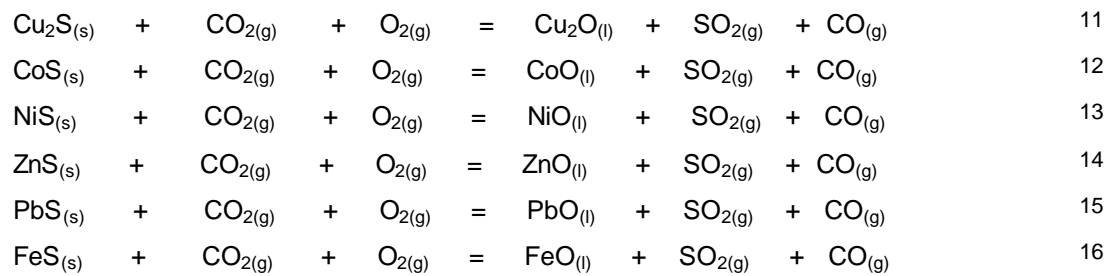 Cu₂S₍ₛ₎ + CO₂₍g₎ + O₂₍g₎ = Cu₂O₍ₗ₎ + SO₂₍g₎ + CO₍g₎ 11
CoS₍ₛ₎ + CO₂₍g₎ + O₂₍g₎ = CoO₍ₗ₎ + SO₂₍g₎ + CO₍g₎ 12
NiS₍ₛ₎ + CO₂₍g₎ + O₂₍g₎ = NiO₍ₗ₎ + SO₂₍g₎ + CO₍g₎ 13
ZnS₍ₛ₎ + CO₂₍g₎ + O₂₍g₎ = ZnO₍ₗ₎ + SO₂₍g₎ + CO₍g₎ 14
PbS₍ₛ₎ + CO₂₍g₎ + O₂₍g₎ = PbO₍ₗ₎ + SO₂₍g₎ + CO₍g₎ 15
FeS₍ₛ₎ + CO₂₍g₎ + O₂₍g₎ = FeO₍ₗ₎ + SO₂₍g₎ + CO₍g₎ 16